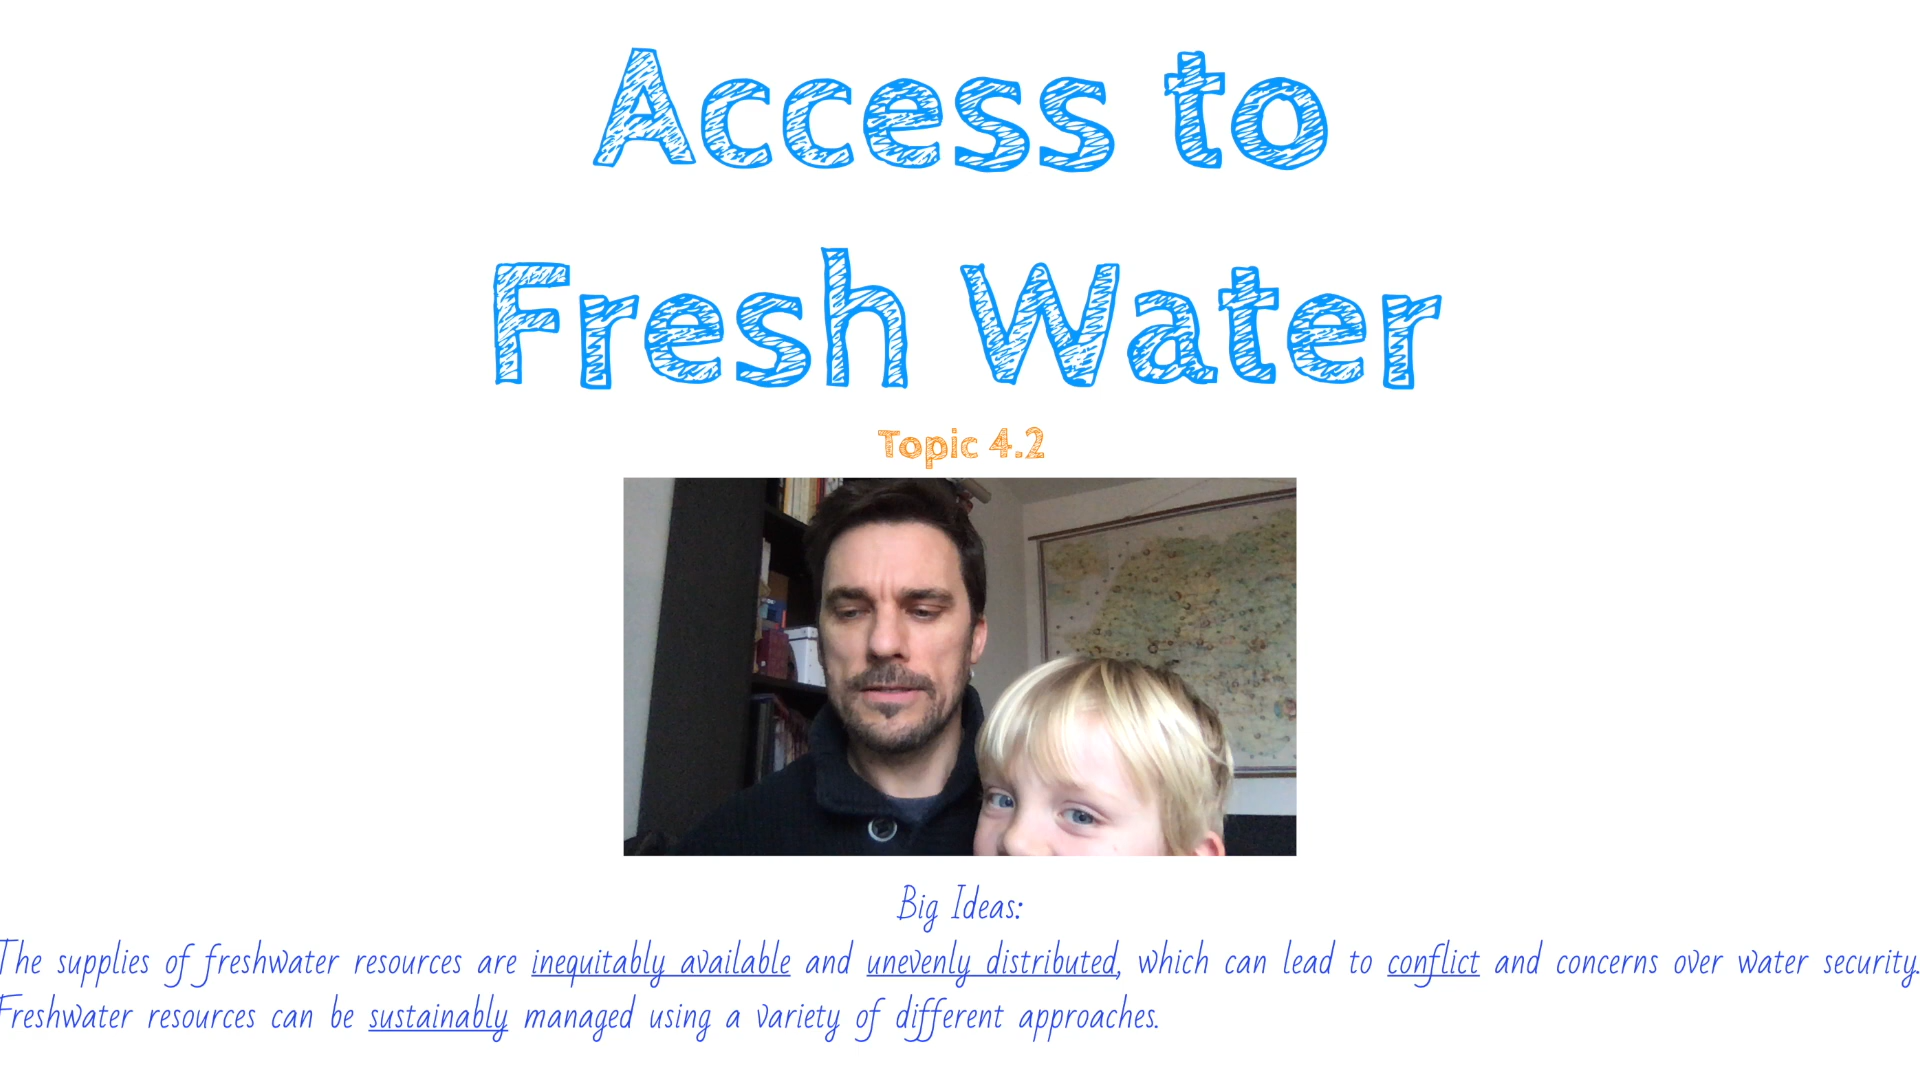 Access to
Fresh Water
Topic 4.2
Big Ideas:
The supplies of freshwater resources are inequitably available and unevenly distributed, which can lead to conflict and concerns over water security.
Freshwater resources can be sustainably managed using a variety of different approaches.